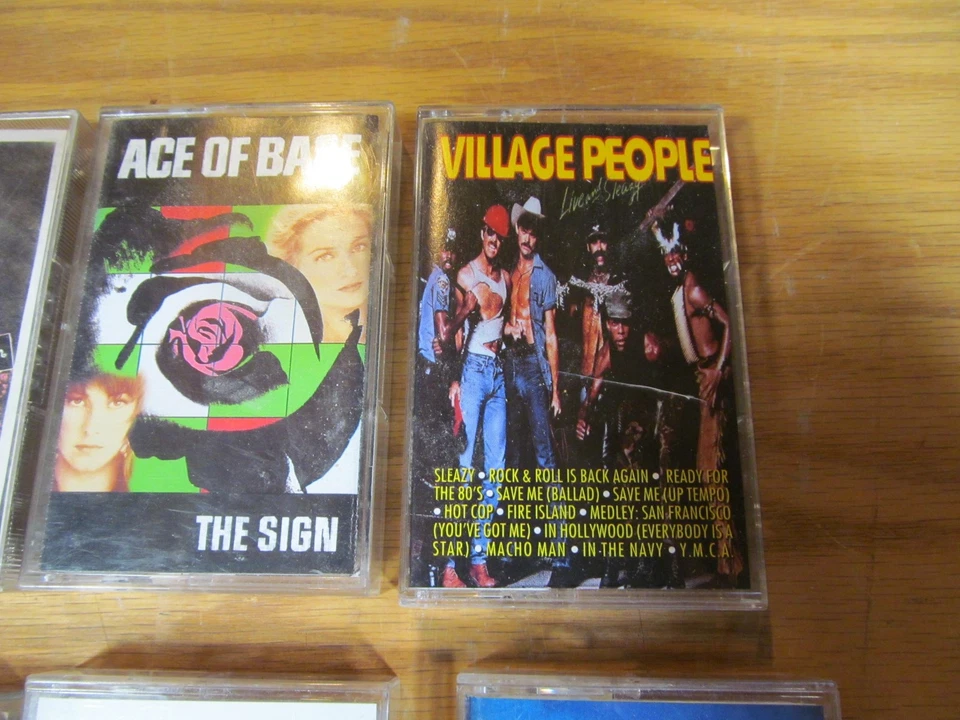 ACE OF BASE
THE SIGN
VILLAGE PEOPLE
Live and Sleazy
SLEAZY • ROCK & ROLL IS BACK AGAIN • READY FOR
THE 80'S • SAVE ME (BALLAD) • SAVE ME (UP TEMPO)
• HOT COP • FIRE ISLAND • MEDLEY: SAN FRANCISCO
(YOU'VE GOT ME) • IN HOLLYWOOD (EVERYBODY IS A
STAR) • MACHO MAN • IN THE NAVY • Y.M.C.A.